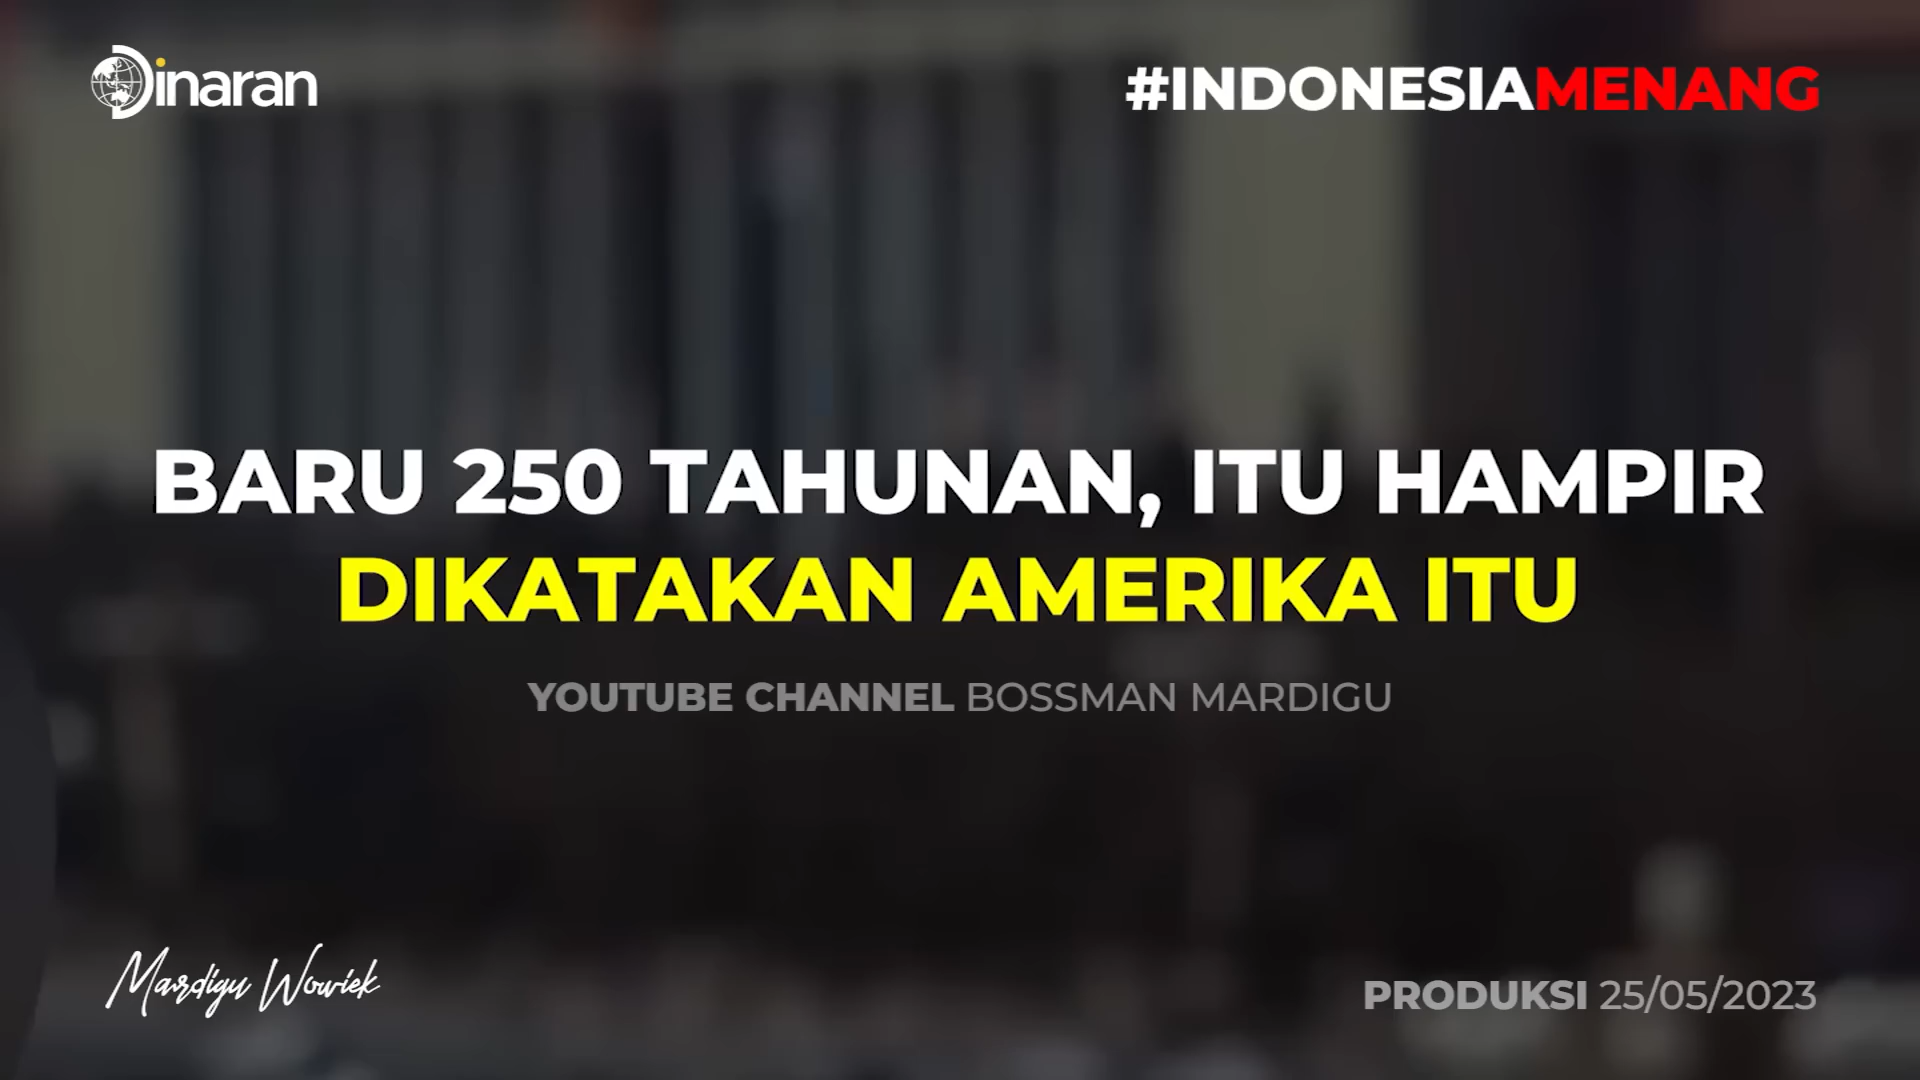 Dinaran
#INDONESIAMENANG
BARU 250 TAHUNAN, ITU HAMPIR
DIKATAKAN AMERIKA ITU
YOUTUBE CHANNEL BOSSMAN MARDIGU
Mardigu Wowiek
PRODUKSI 25/05/2023